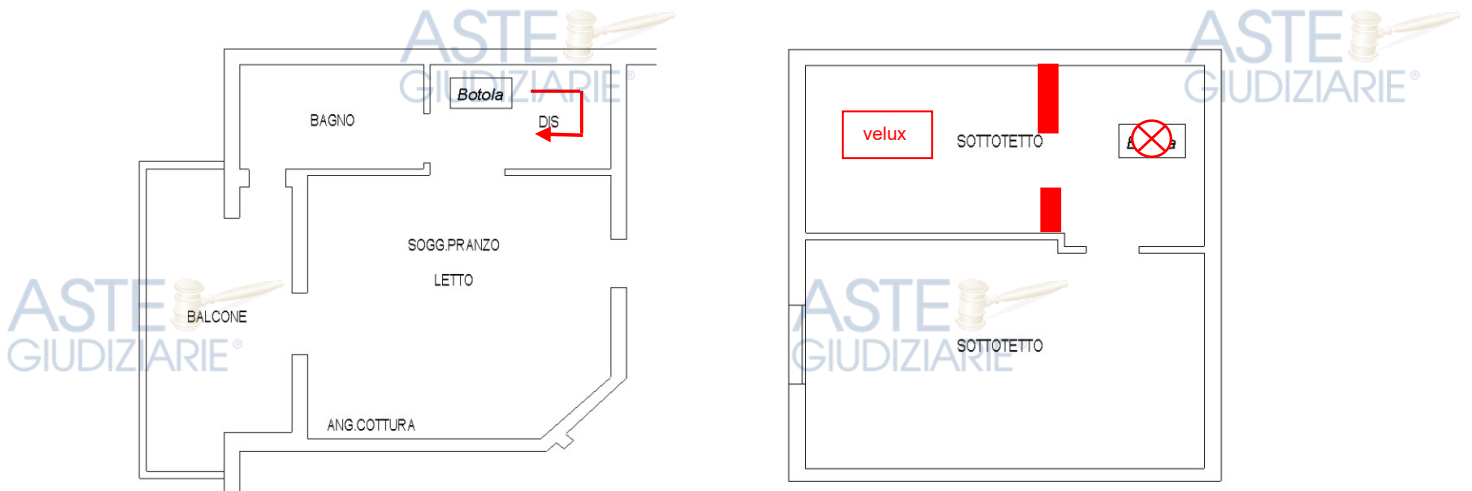 ASTE
GIUDIZIARIE®
Botola
BAGNO
DIS
SOGG.PRANZO
LETTO
ASTE
GIUDIZIARIE®
BALCONE
ANG.COTTURA
ASTE
GIUDIZIARIE®
velux
SOTTOTETTO
ASTE
GIUDIZIARIE®
SOTTOTETTO